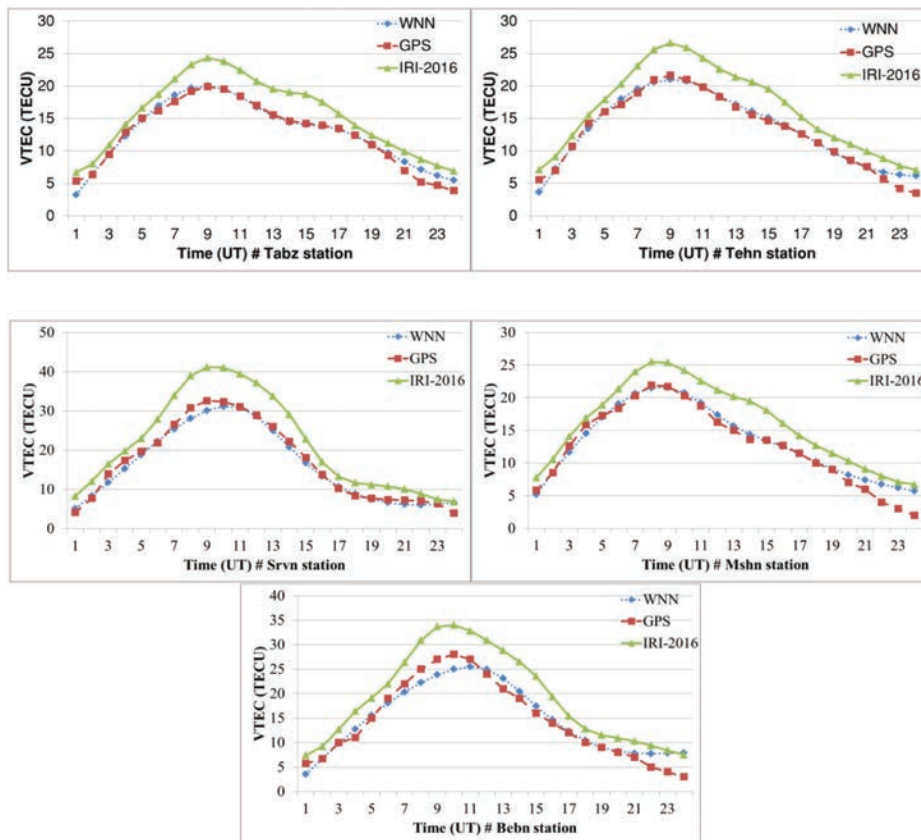 30
25
20
15
10
5
0
VTEC (TECU)
WNN
GPS
IRI-2016
1 3 5 7 9 11 13 15 17 19 21 23
Time (UT) # Tabz station
30
25
20
15
10
5
0
VTEC (TECU)
WNN
GPS
IRI-2016
1 3 5 7 9 11 13 15 17 19 21 23
Time (UT) # Tehn station
50
40
30
20
10
0
VTEC (TECU)
WNN
GPS
IRI-2016
1 3 5 7 9 11 13 15 17 19 21 23
Time (UT) # Srvn station
30
25
20
15
10
5
0
VTEC (TECU)
WNN
GPS
IRI-2016
1 3 5 7 9 11 13 15 17 19 21 23
Time (UT) # Mshn station
40
35
30
25
20
15
10
5
0
VTEC (TECU)
WNN
GPS
IRI-2016
1 3 5 7 9 11 13 15 17 19 21 23
Time (UT) # Bebn station